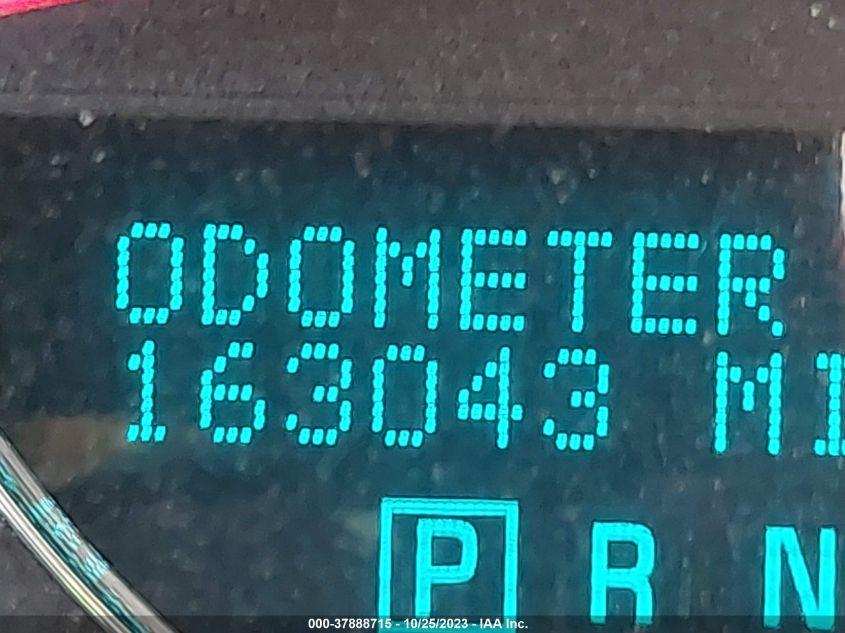 ODOMETER
163043 MI
P R N
000-37888715 - 10/25/2023 - IAA Inc.